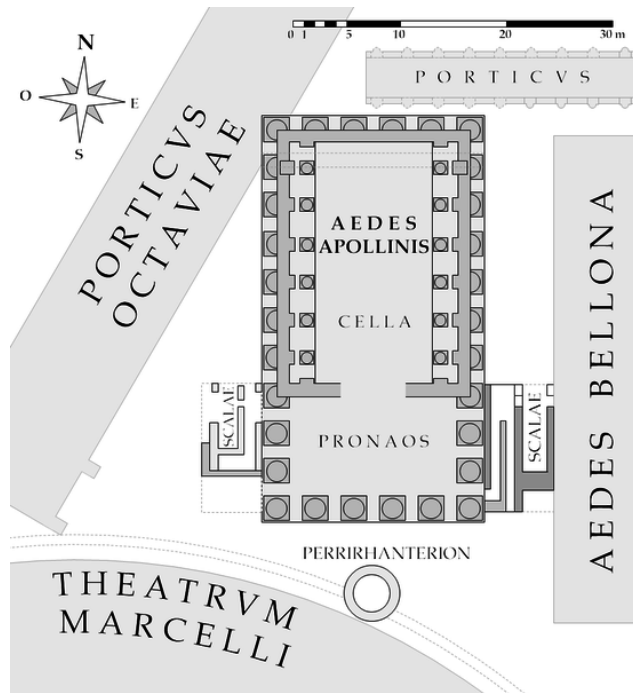 N
O
E
S
0 1 5 10 20 30 m
PORTICVS
PORTICVS
OCTAVIAE
AEDES
APOLLINIS
CELLA
AEDES BELLONA
SCALAE
SCALAE
PRONAOS
PERRIRHANTERION
THEATRVM
MARCELLI